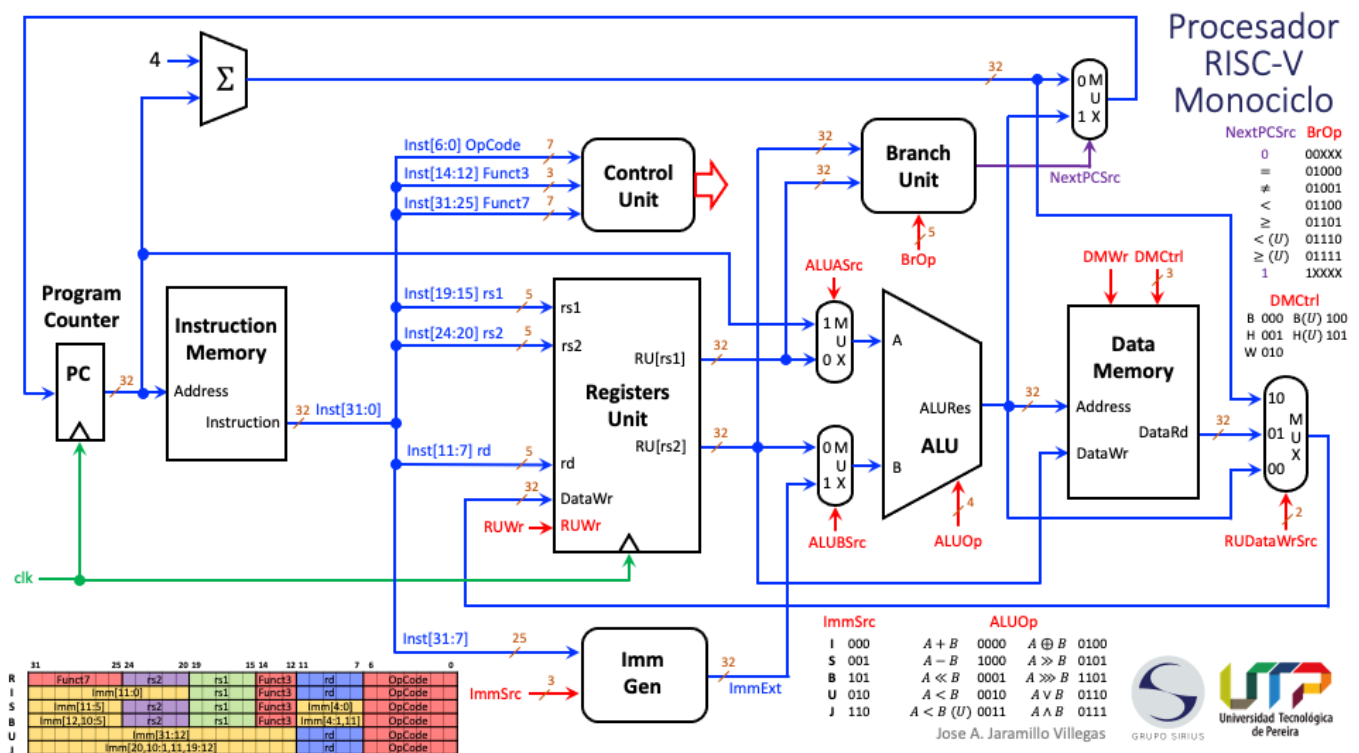 Procesador
RISC-V
Monociclo
NextPCSrc BrOp
0 00XXX
= 01000
≠ 01001
< 01100
≥ 01101
< (U) 01110
≥ (U) 01111
1 1XXXX
DMCtrl
B 000 B(U) 100
H 001 H(U) 101
W 010
4
Σ
32
0 M
U
1 X
NextPCSrc
Inst[6:0] OpCode 7
Inst[14:12] Funct3 3
Inst[31:25] Funct7 7
Control
Unit
32
32
Branch
Unit
5
BrOp
Program
Counter
PC
32
Instruction
Memory
Address
Instruction
32 Inst[31:0]
Inst[19:15] rs1 5
Inst[24:20] rs2 5
Inst[11:7] rd 5
32
RUWr
rs1
rs2
RU[rs1]
Registers
Unit
RU[rs2]
rd
DataWr
RUWr
32
32
ALUASrc
1 M
U
0 X
0 M
U
1 X
ALUBSrc
A
ALURes
ALU
B
4
ALUOp
32
DMWr DMCtrl
3
Data
Memory
Address
DataRd
DataWr
32
10
01
00
M
U
X
2
RUDataWrSrc
clk
Inst[31:7] 25
ImmSrc 3
Imm
Gen
32
ImmExt
ImmSrc
I 000
S 001
B 101
U 010
J 110
ALUOp
A + B 0000 A ⊕ B 0100
A − B 1000 A ≫ B 0101
A ≪ B 0001 A ⋙ B 1101
A < B 0010 A ∨ B 0110
A < B (U) 0011 A ∧ B 0111
Jose A. Jaramillo Villegas
GRUPO SIRIUS
UTP
Universidad Tecnológica
de Pereira
31 25 24 20 19 15 14 12 11 7 6 0
R Funct7 rs2 rs1 Funct3 rd OpCode
I Imm[11:0] rs1 Funct3 rd OpCode
S Imm[11:5] rs2 rs1 Funct3 Imm[4:0] OpCode
B Imm[12,10:5] rs2 rs1 Funct3 Imm[4:1,11] OpCode
U Imm[31:12] rd OpCode
J Imm[20,10:1,11,19:12] rd OpCode